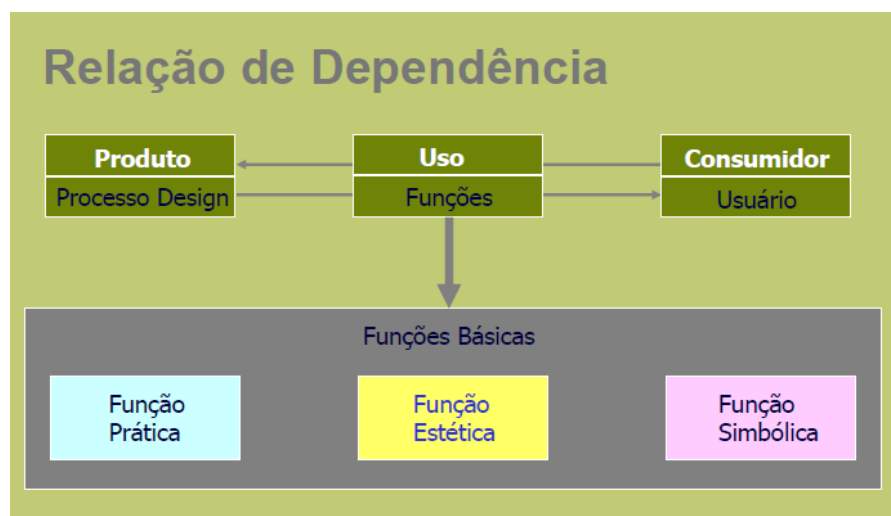 Relação de Dependência
Produto
Processo Design
Uso
Funções
Consumidor
Usuário
Funções Básicas
Função
Prática
Função
Estética
Função
Simbólica